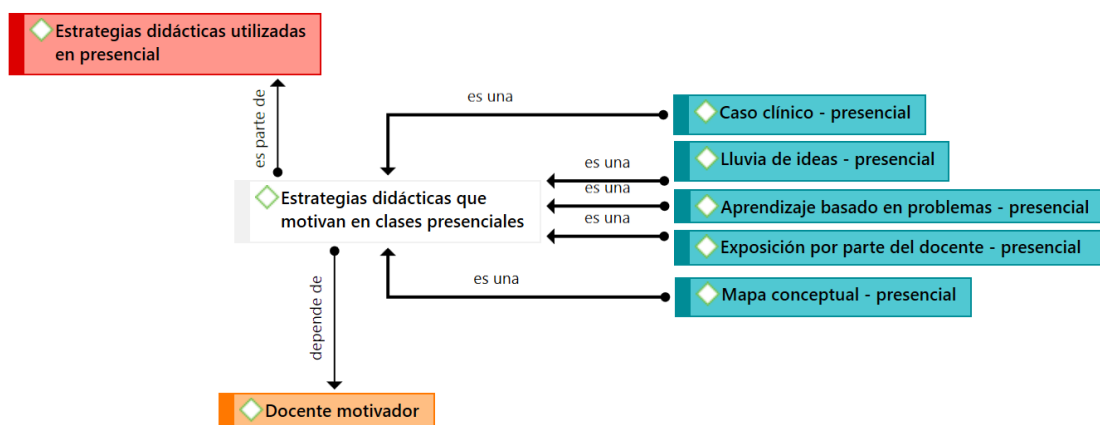 Estrategias didácticas utilizadas
en presencial
es parte de
es una
Caso clínico - presencial
es una
Lluvia de ideas - presencial
Estrategias didácticas que
motivan en clases presenciales
es una
Aprendizaje basado en problemas - presencial
es una
Exposición por parte del docente - presencial
es una
Mapa conceptual - presencial
depende de
Docente motivador